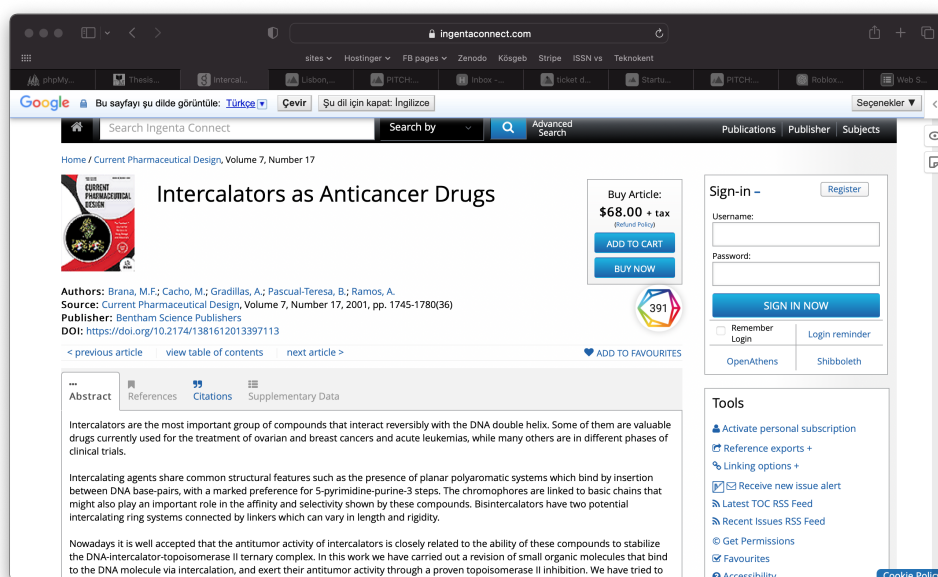 ingentaconnect.com
sites Hostinger FB pages Zenodo Kösgeb Stripe ISSN vs Teknokent
phpMy... Thesis... Intercal... Lisbon,... PITCH:... Inbox -... ticket d... Startu... PITCH:... Roblox... Web S...
Google Bu sayfayı şu dilde görüntüle: Türkçe Çevir Şu dil için kapat: İngilizce Seçenekler ▼
Search Ingenta Connect Search by Advanced Search Publications Publisher Subjects
Home / Current Pharmaceutical Design, Volume 7, Number 17
CURRENT
PHARMACEUTICAL
DESIGN
Intercalators as Anticancer Drugs
Buy Article:
$68.00 + tax
(Refund Policy)
ADD TO CART
BUY NOW
Sign-in –
Register
Username:
Password:
SIGN IN NOW
Remember Login
Login reminder
OpenAthens
Shibboleth
Authors: Brana, M.F.; Cacho, M.; Gradillas, A.; Pascual-Teresa, B.; Ramos, A.
Source: Current Pharmaceutical Design, Volume 7, Number 17, 2001, pp. 1745-1780(36)
Publisher: Bentham Science Publishers
DOI: https://doi.org/10.2174/1381612013397113
391
< previous article view table of contents next article >
ADD TO FAVOURITES
Abstract References Citations Supplementary Data
Intercalators are the most important group of compounds that interact reversibly with the DNA double helix. Some of them are valuable
drugs currently used for the treatment of ovarian and breast cancers and acute leukemias, while many others are in different phases of
clinical trials.
Intercalating agents share common structural features such as the presence of planar polyaromatic systems which bind by insertion
between DNA base-pairs, with a marked preference for 5-pyrimidine-purine-3 steps. The chromophores are linked to basic chains that
might also play an important role in the affinity and selectivity shown by these compounds. Bisintercalators have two potential
intercalating ring systems connected by linkers which can vary in length and rigidity.
Nowadays it is well accepted that the antitumor activity of intercalators is closely related to the ability of these compounds to stabilize
the DNA-intercalator-topoisomerase II ternary complex. In this work we have carried out a revision of small organic molecules that bind
to the DNA molecule via intercalation, and exert their antitumor activity through a proven topoisomerase II inhibition. We have tried to
Tools
Activate personal subscription
Reference exports +
Linking options +
Receive new issue alert
Latest TOC RSS Feed
Recent Issues RSS Feed
© Get Permissions
Favourites
Accessibility
Cookie Policy